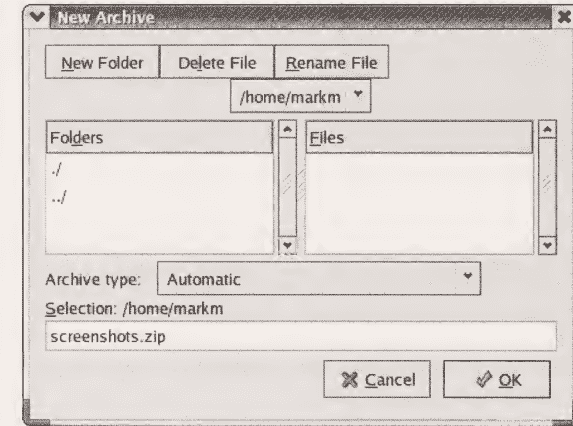 New Archive
New Folder Delete File Rename File
/home/markm
Folders Files
./
../
Archive type: Automatic
Selection: /home/markm
screenshots.zip
Cancel OK